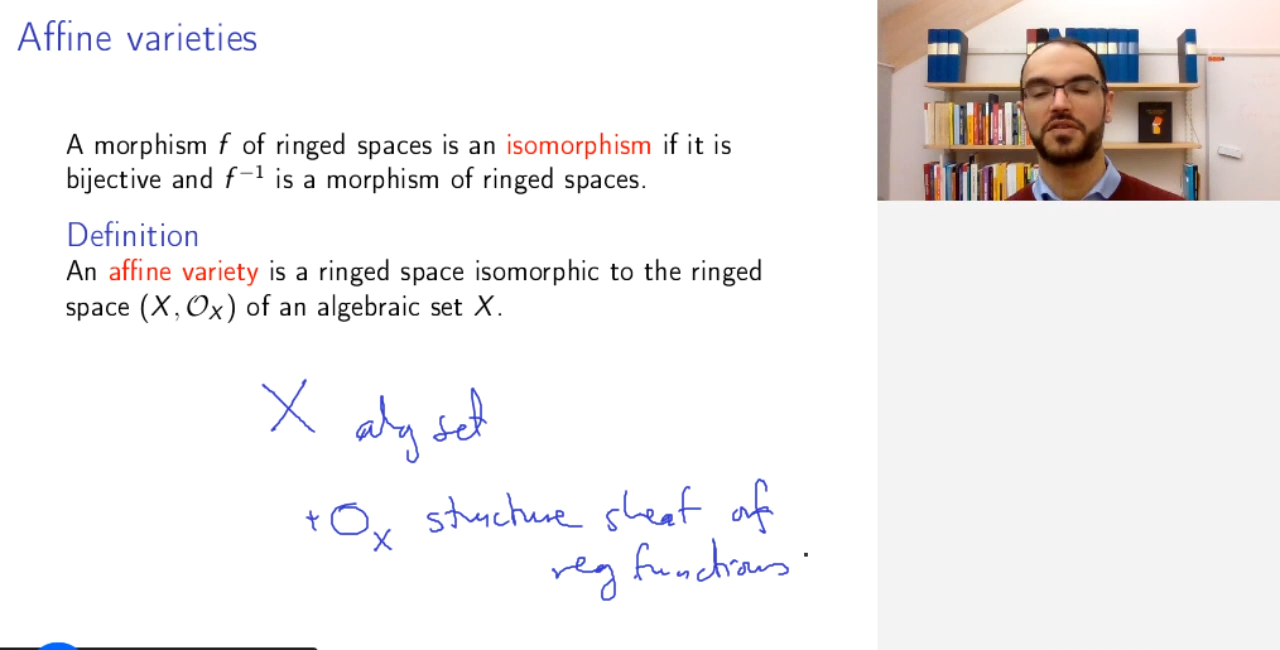 Affine varieties
A morphism f of ringed spaces is an isomorphism if it is
bijective and f⁻¹ is a morphism of ringed spaces.
Definition
An affine variety is a ringed space isomorphic to the ringed
space (X, 𝒪_X) of an algebraic set X.
X alg set
+ O_X structure sheaf of
reg functions